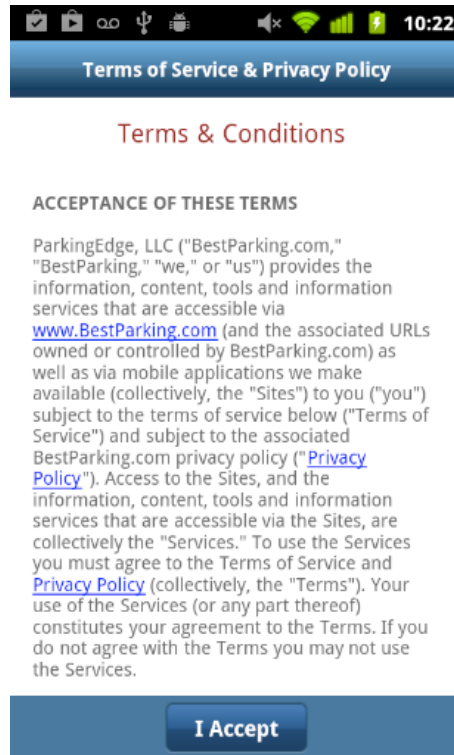 10:22
Terms of Service & Privacy Policy
Terms & Conditions
ACCEPTANCE OF THESE TERMS
ParkingEdge, LLC ("BestParking.com,"
"BestParking," "we," or "us") provides the
information, content, tools and information
services that are accessible via
www.BestParking.com (and the associated URLs
owned or controlled by BestParking.com) as
well as via mobile applications we make
available (collectively, the "Sites") to you ("you")
subject to the terms of service below ("Terms of
Service") and subject to the associated
BestParking.com privacy policy ("Privacy
Policy"). Access to the Sites, and the
information, content, tools and information
services that are accessible via the Sites, are
collectively the "Services." To use the Services
you must agree to the Terms of Service and
Privacy Policy (collectively, the "Terms"). Your
use of the Services (or any part thereof)
constitutes your agreement to the Terms. If you
do not agree with the Terms you may not use
the Services.
I Accept